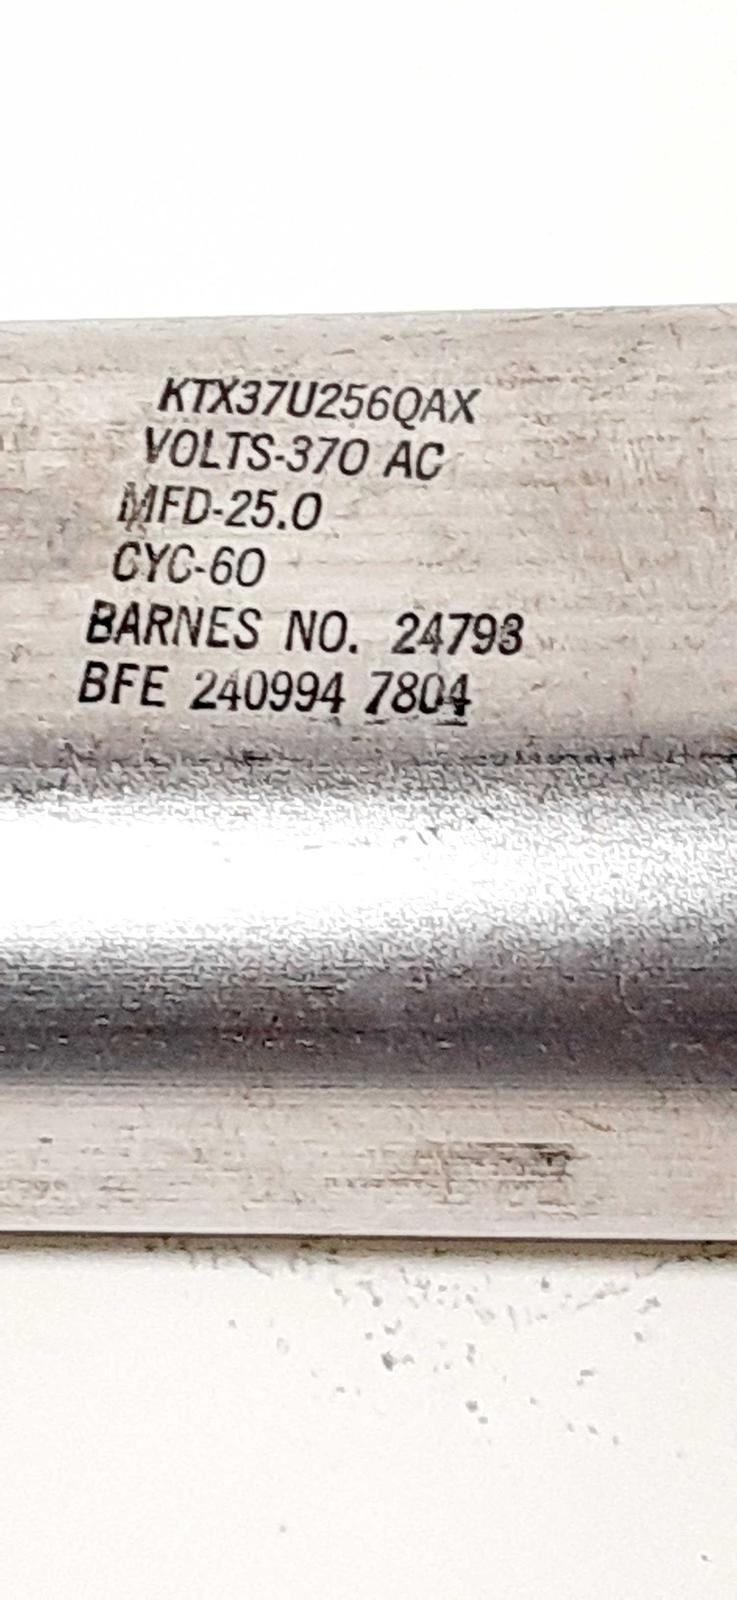 KTX37U256QAX
VOLTS-370 AC
MFD-25.0
CYC-60
BARNES NO. 24793
BFE 240994 7804